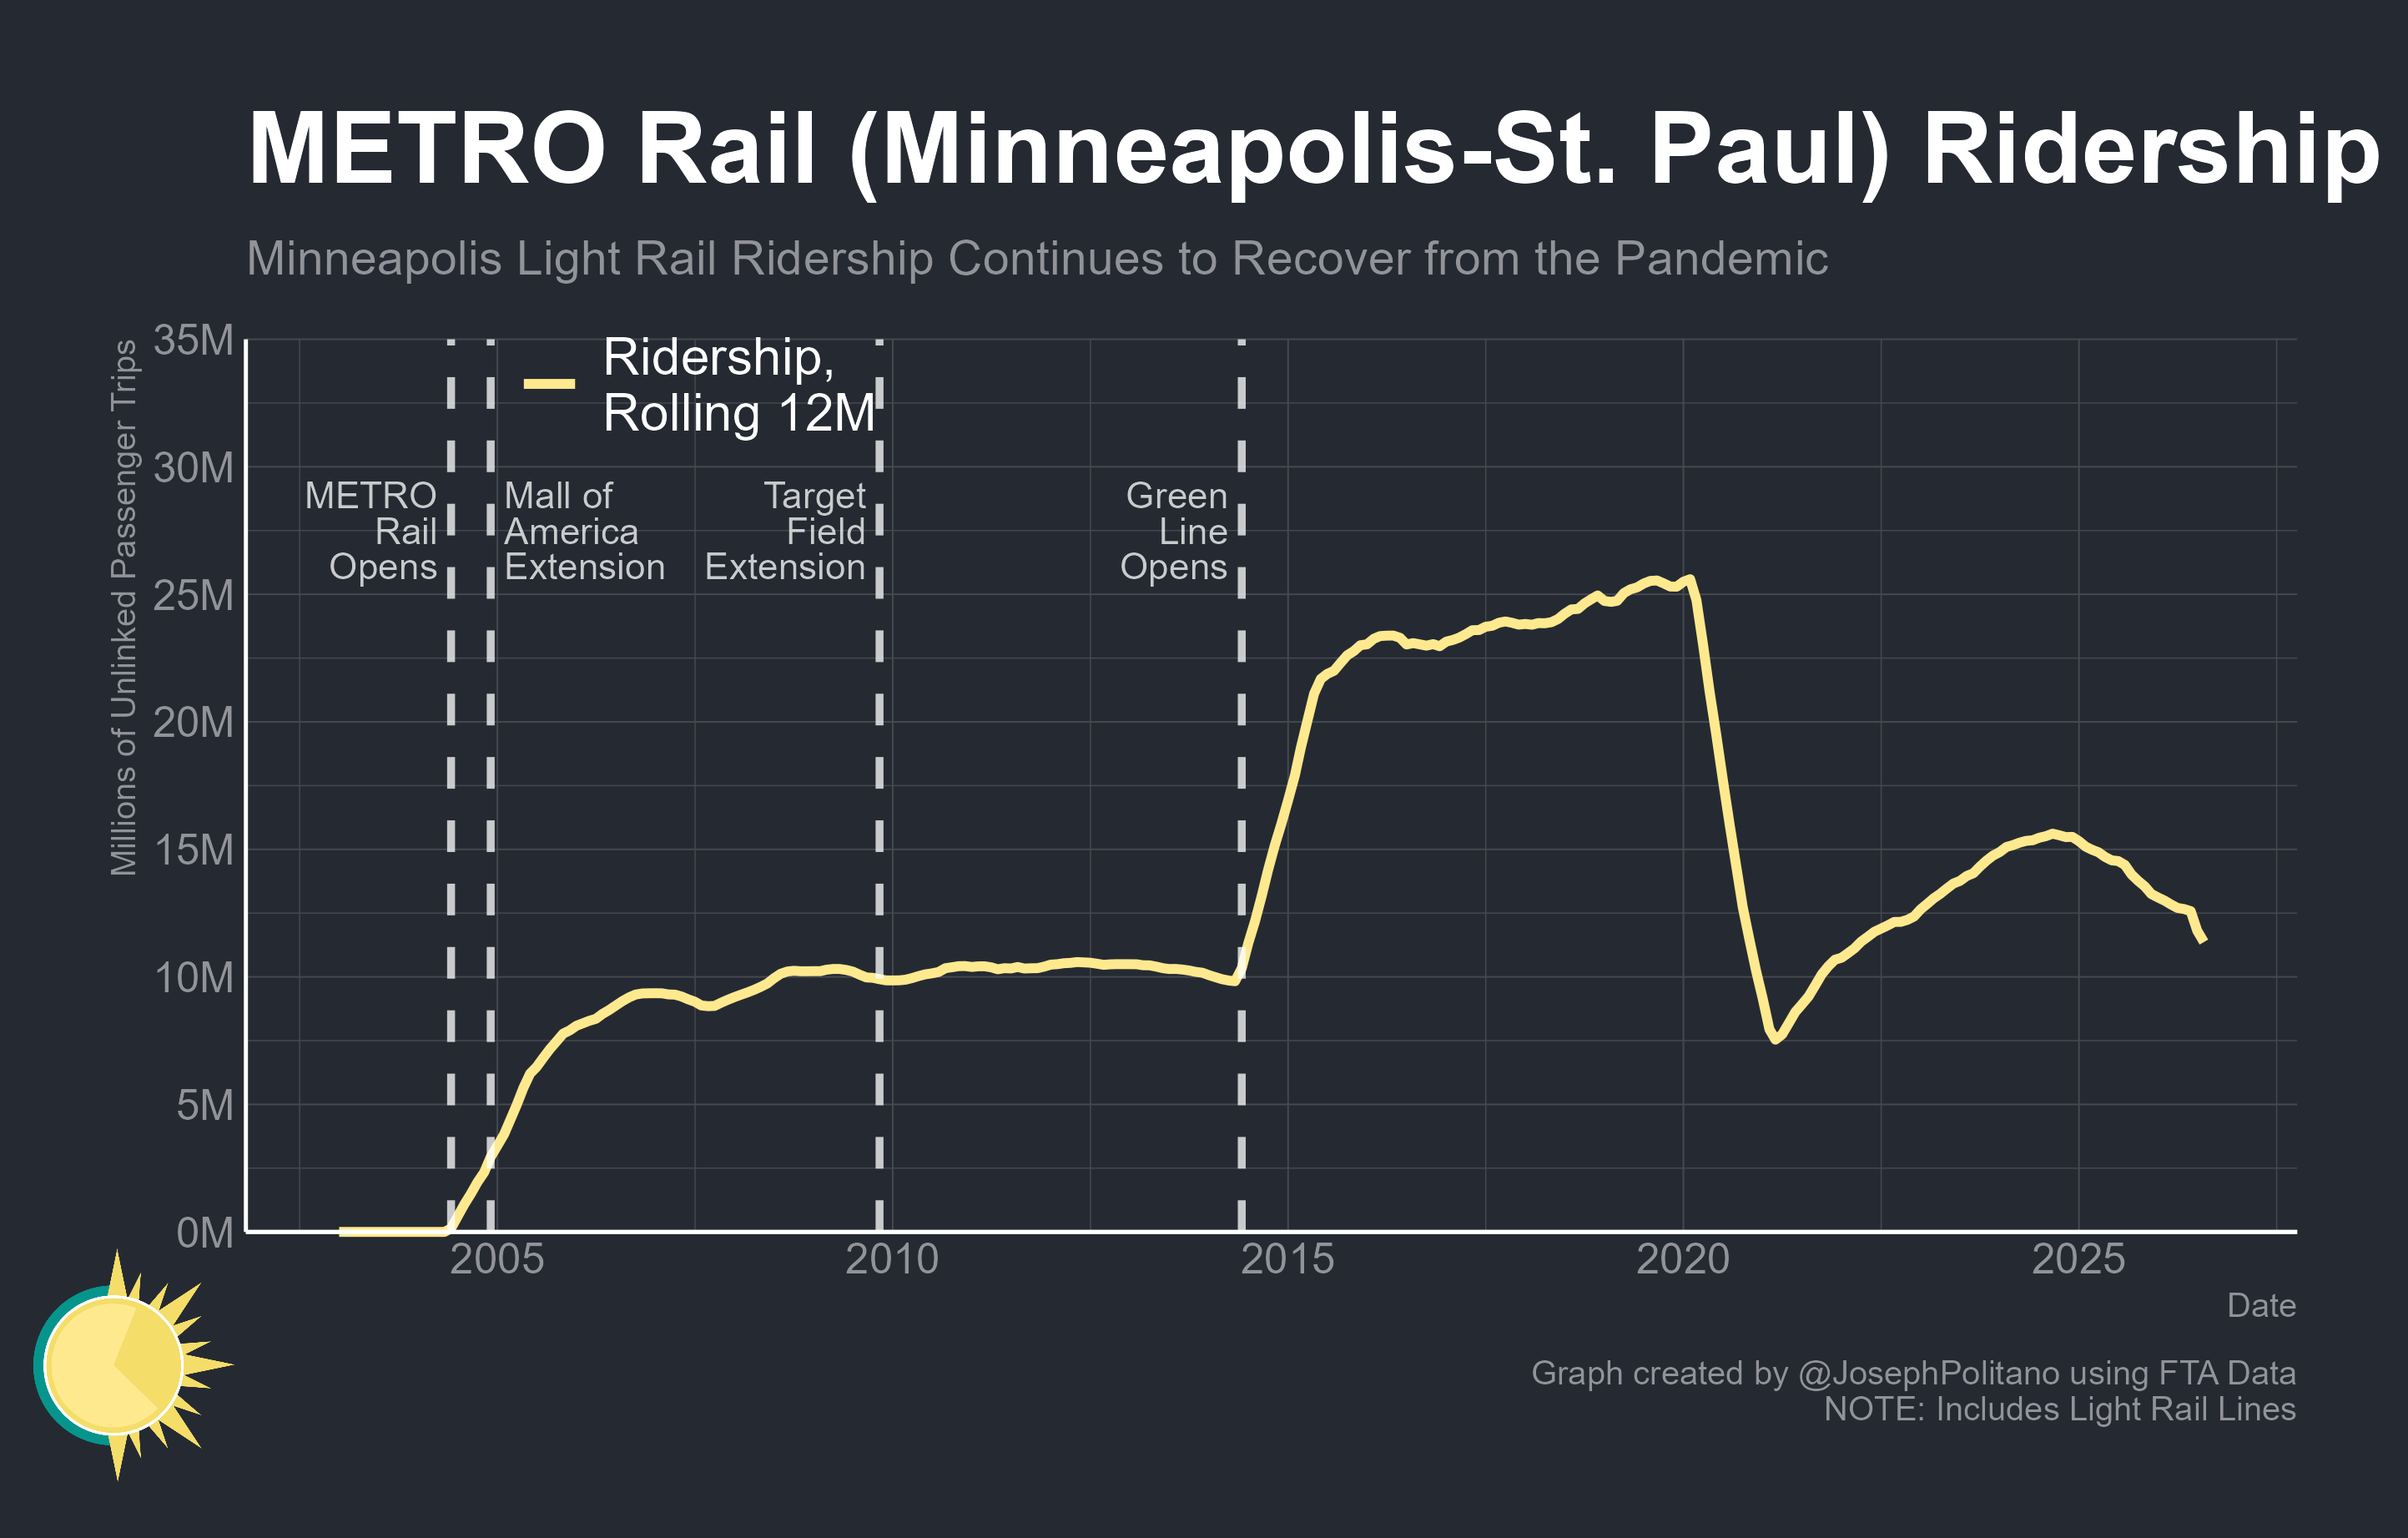 METRO Rail (Minneapolis-St. Paul) Ridership
Minneapolis Light Rail Ridership Continues to Recover from the Pandemic
Millions of Unlinked Passenger Trips
35M
30M
25M
20M
15M
10M
5M
0M
Ridership,
Rolling 12M
METRO
Rail
Opens
Mall of
America
Extension
Target
Field
Extension
Green
Line
Opens
2005
2010
2015
2020
2025
Date
Graph created by @JosephPolitano using FTA Data
NOTE: Includes Light Rail Lines